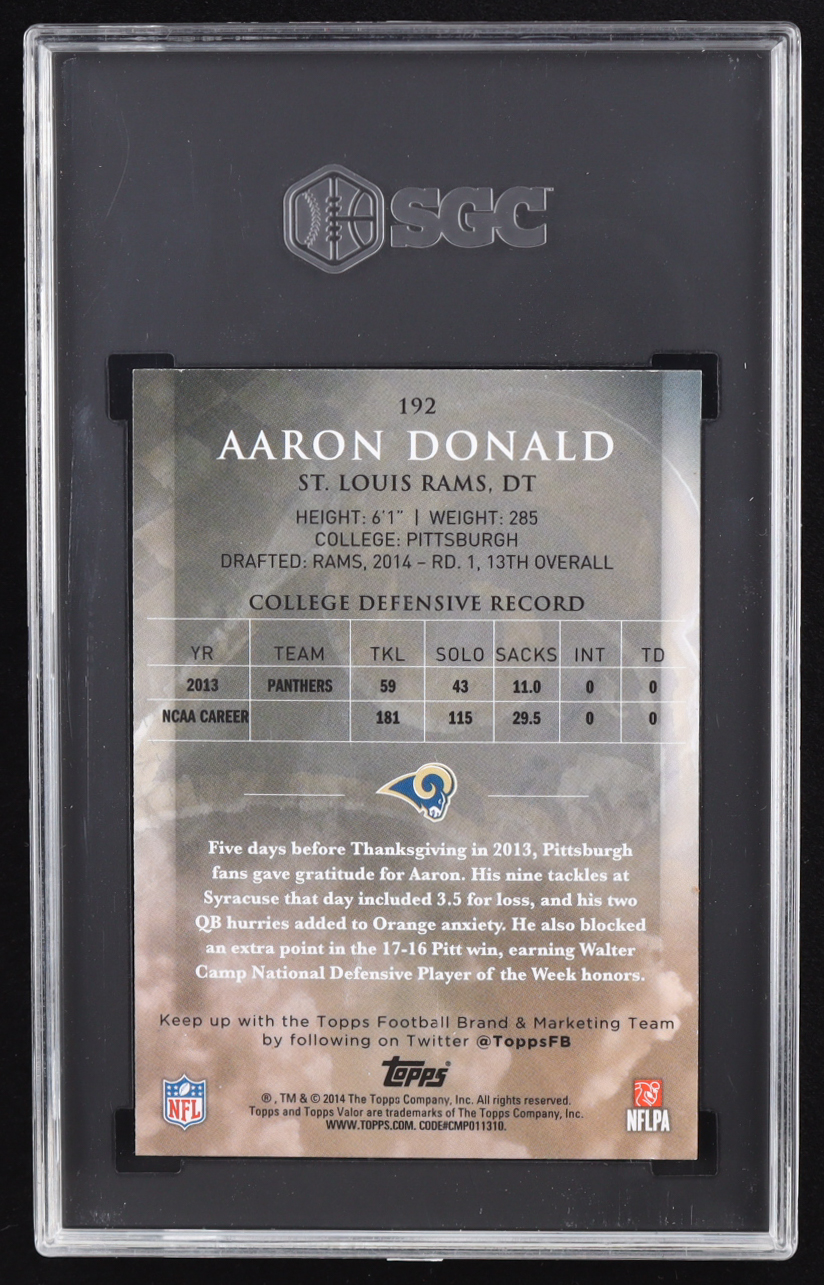 SGC
192
AARON DONALD
ST. LOUIS RAMS, DT
HEIGHT: 6'1" | WEIGHT: 285
COLLEGE: PITTSBURGH
DRAFTED: RAMS, 2014 – RD. 1, 13TH OVERALL
COLLEGE DEFENSIVE RECORD
YR TEAM TKL SOLO SACKS INT TD
2013 PANTHERS 59 43 11.0 0 0
NCAA CAREER 181 115 29.5 0 0
Five days before Thanksgiving in 2013, Pittsburgh
fans gave gratitude for Aaron. His nine tackles at
Syracuse that day included 3.5 for loss, and his two
QB hurries added to Orange anxiety. He also blocked
an extra point in the 17-16 Pitt win, earning Walter
Camp National Defensive Player of the Week honors.
Keep up with the Topps Football Brand & Marketing Team
by following on Twitter @ToppsFB
Topps®
®, TM & © 2014 The Topps Company, Inc. All rights reserved.
Topps and Topps Valor are trademarks of The Topps Company, Inc.
WWW.TOPPS.COM. CODE#CMP011310.
NFL
NFLPA